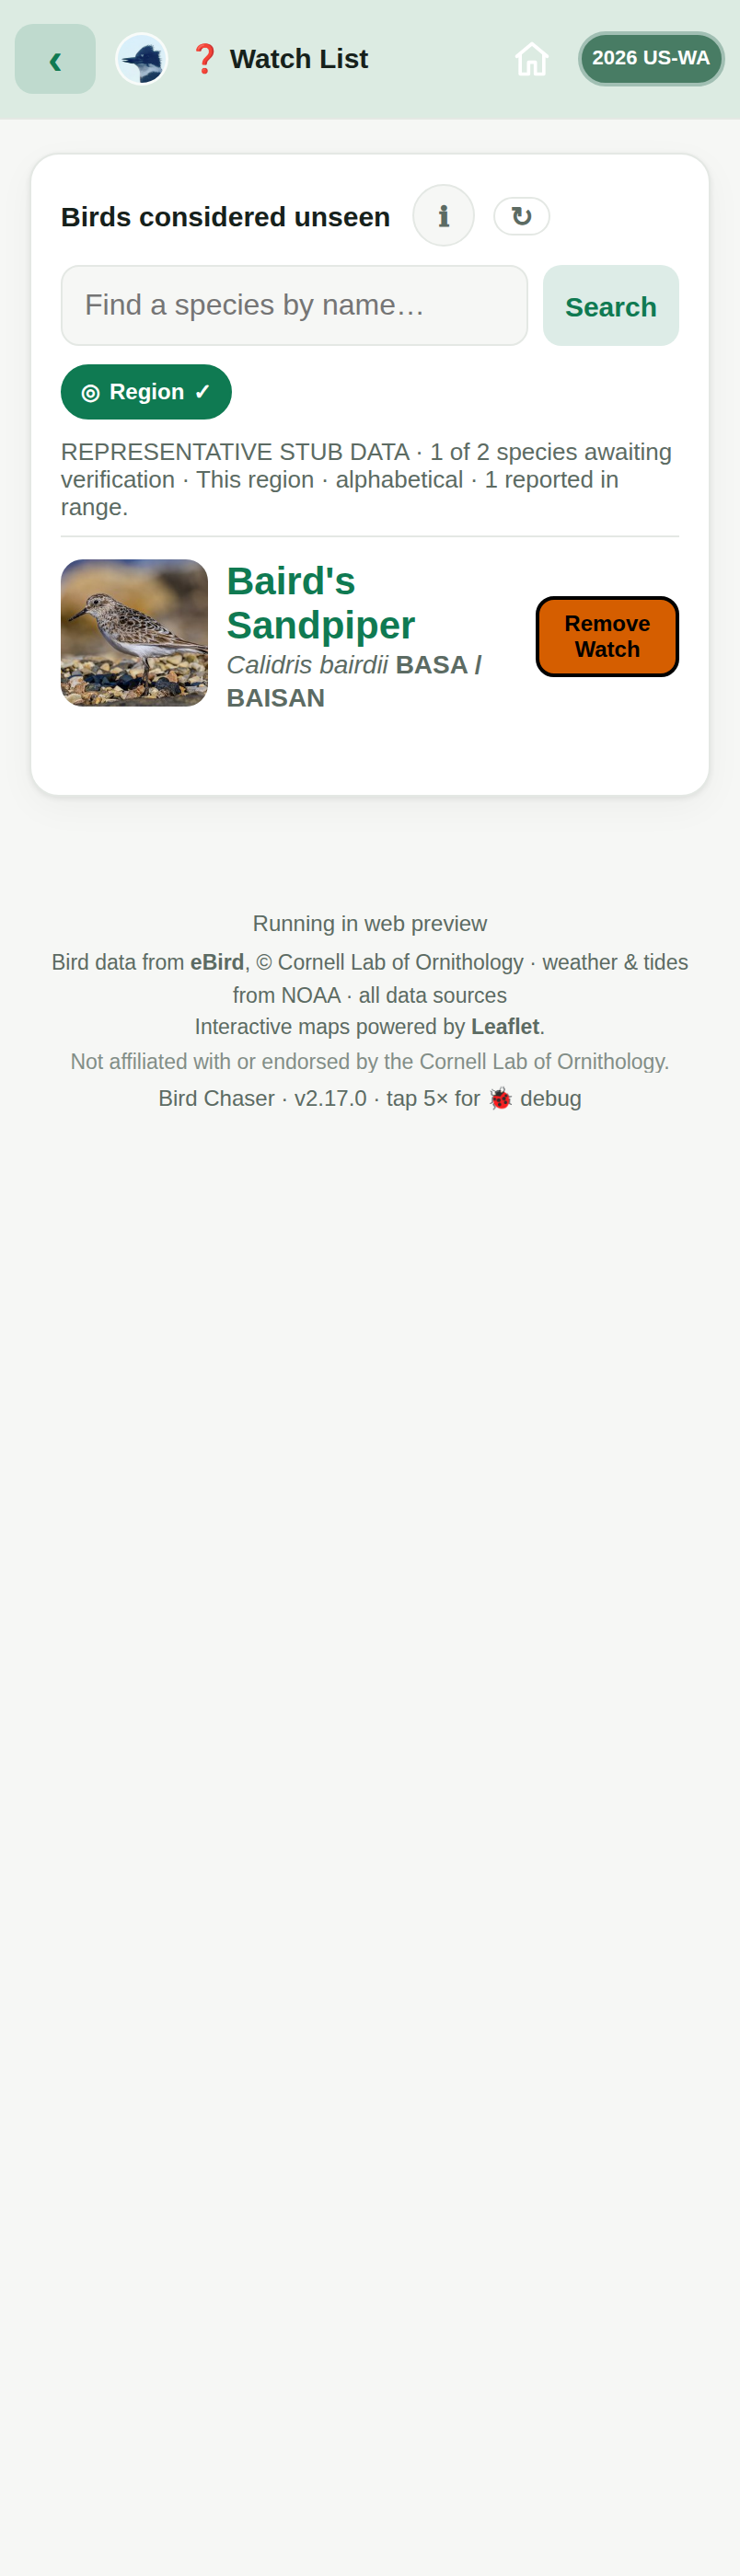 ‹ ❓ Watch List 2026 US-WA
Birds considered unseen ℹ ↻
Find a species by name… Search
◎ Region ✓
REPRESENTATIVE STUB DATA · 1 of 2 species awaiting
verification · This region · alphabetical · 1 reported in
range.
Baird's
Sandpiper
Calidris bairdii BASA /
BAISAN
Remove
Watch
Running in web preview
Bird data from eBird, © Cornell Lab of Ornithology · weather & tides
from NOAA · all data sources
Interactive maps powered by Leaflet.
Not affiliated with or endorsed by the Cornell Lab of Ornithology.
Bird Chaser · v2.17.0 · tap 5× for 🐞 debug